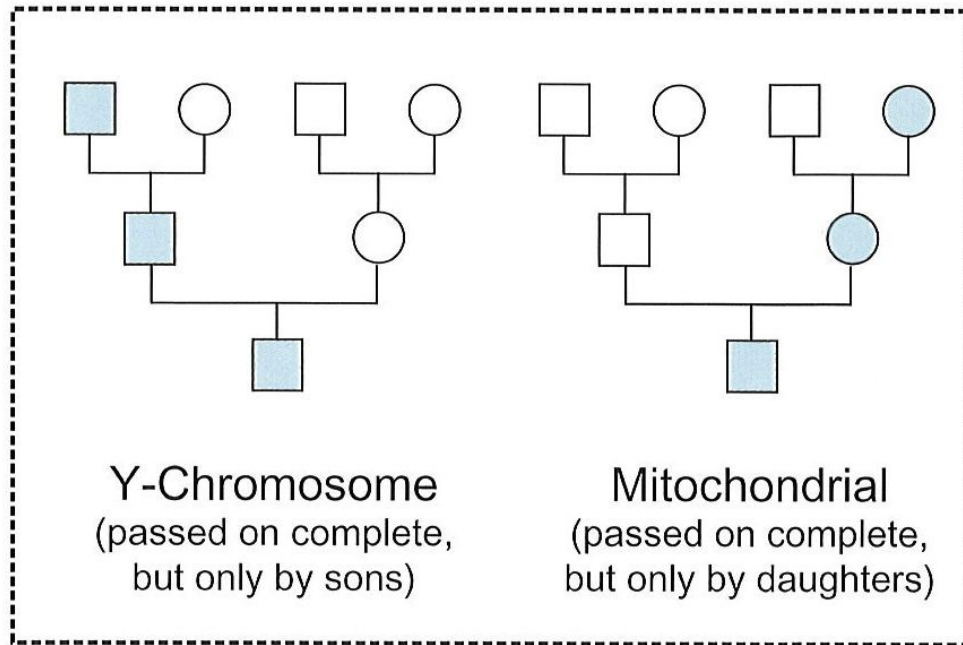 Y-Chromosome
(passed on complete,
but only by sons)
Mitochondrial
(passed on complete,
but only by daughters)